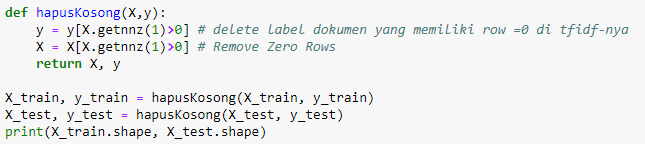 def hapusKosong(X,y):
    y = y[X.getnnz(1)>0] # delete label dokumen yang memiliki row =0 di tfidf-nya
    X = X[X.getnnz(1)>0] # Remove Zero Rows
    return X, y

X_train, y_train = hapusKosong(X_train, y_train)
X_test, y_test = hapusKosong(X_test, y_test)
print(X_train.shape, X_test.shape)